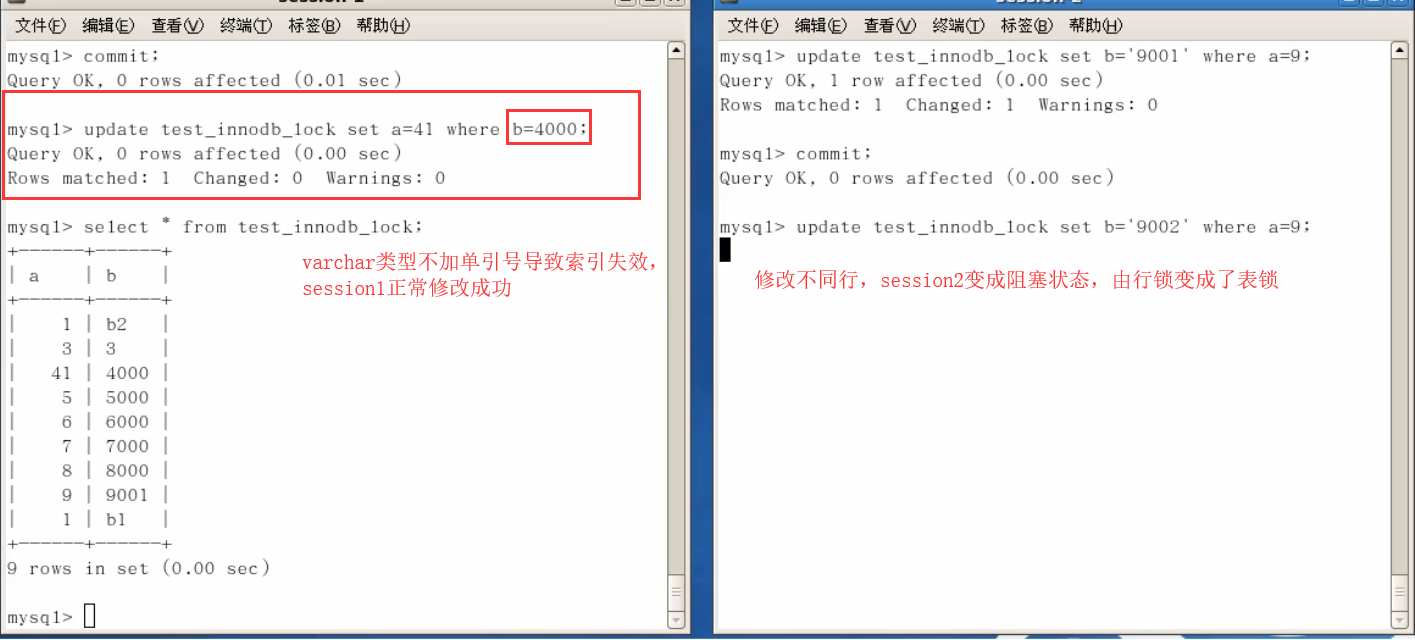 文件(F) 编辑(E) 查看(V) 终端(T) 标签(B) 帮助(H)
mysql> commit;
Query OK, 0 rows affected (0.01 sec)
mysql> update test_innodb_lock set a=41 where b=4000;
Query OK, 0 rows affected (0.00 sec)
Rows matched: 1  Changed: 0  Warnings: 0
mysql> select * from test_innodb_lock;
+------+------+
| a    | b    |
+------+------+
|    1 | b2   |
|    3 | 3    |
|   41 | 4000 |
|    5 | 5000 |
|    6 | 6000 |
|    7 | 7000 |
|    8 | 8000 |
|    9 | 9001 |
|    1 | b1   |
+------+------+
9 rows in set (0.00 sec)
mysql>
varchar类型不加单引号导致索引失效，
session1正常修改成功
文件(F) 编辑(E) 查看(V) 终端(T) 标签(B) 帮助(H)
mysql> update test_innodb_lock set b='9001' where a=9;
Query OK, 1 row affected (0.00 sec)
Rows matched: 1  Changed: 1  Warnings: 0
mysql> commit;
Query OK, 0 rows affected (0.00 sec)
mysql> update test_innodb_lock set b='9002' where a=9;
修改不同行，session2变成阻塞状态，由行锁变成了表锁